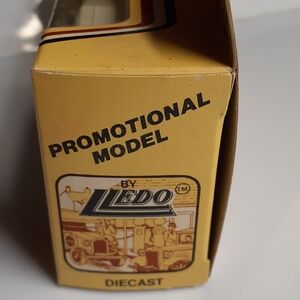 PROMOTIONAL
MODEL
BY
LLEDO TM
DIECAST